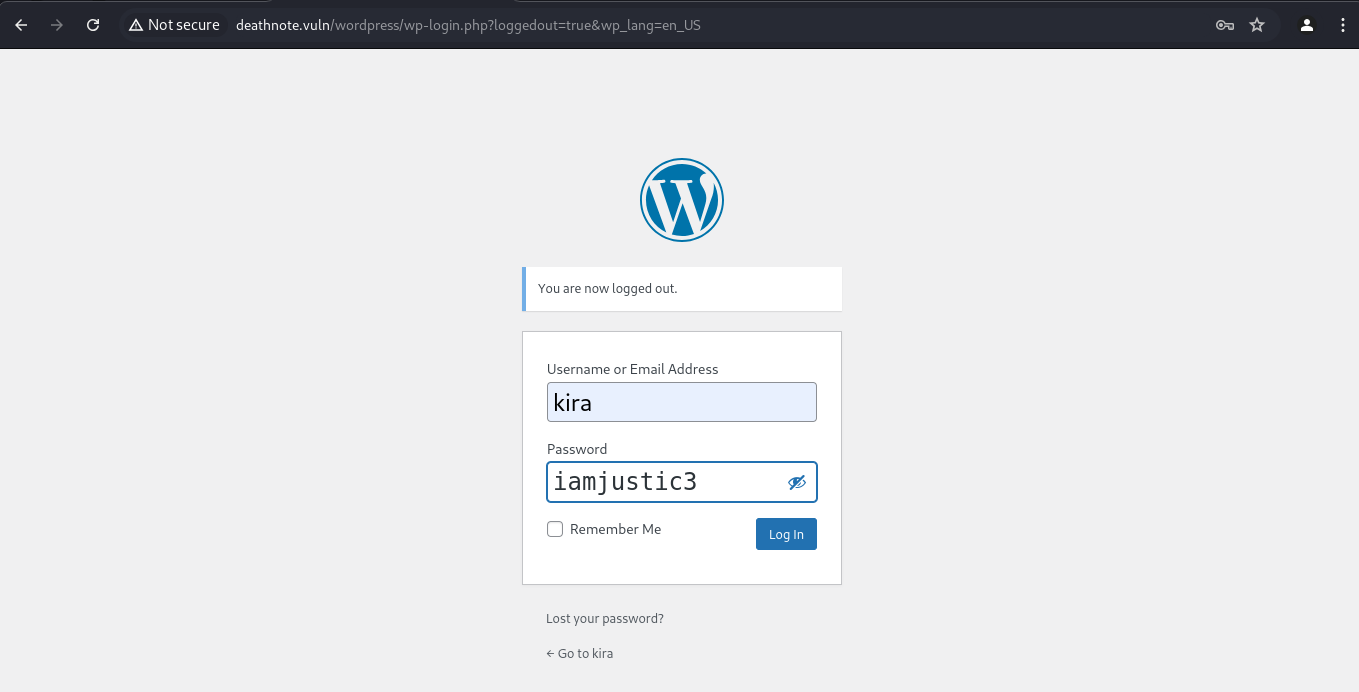 Not secure deathnote.vuln/wordpress/wp-login.php?loggedout=true&wp_lang=en_US
You are now logged out.
Username or Email Address
kira
Password
iamjustic3
Remember Me Log In
Lost your password?
← Go to kira